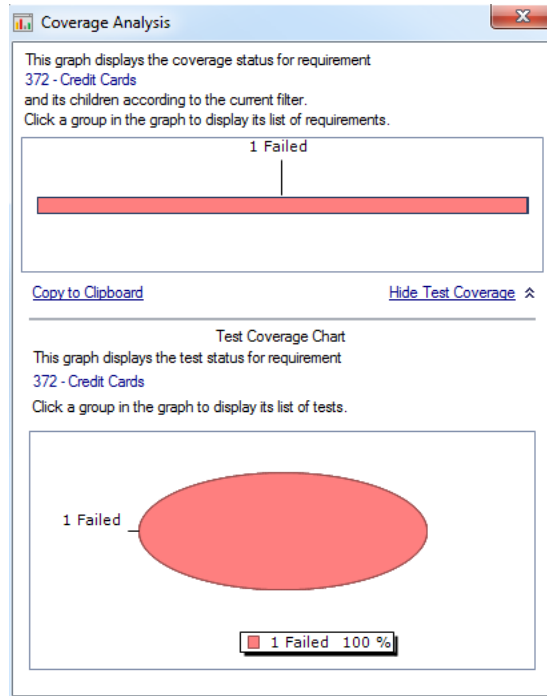 Coverage Analysis
This graph displays the coverage status for requirement
372 - Credit Cards
and its children according to the current filter.
Click a group in the graph to display its list of requirements.
1 Failed
Copy to Clipboard Hide Test Coverage
Test Coverage Chart
This graph displays the test status for requirement
372 - Credit Cards
Click a group in the graph to display its list of tests.
1 Failed
1 Failed 100 %